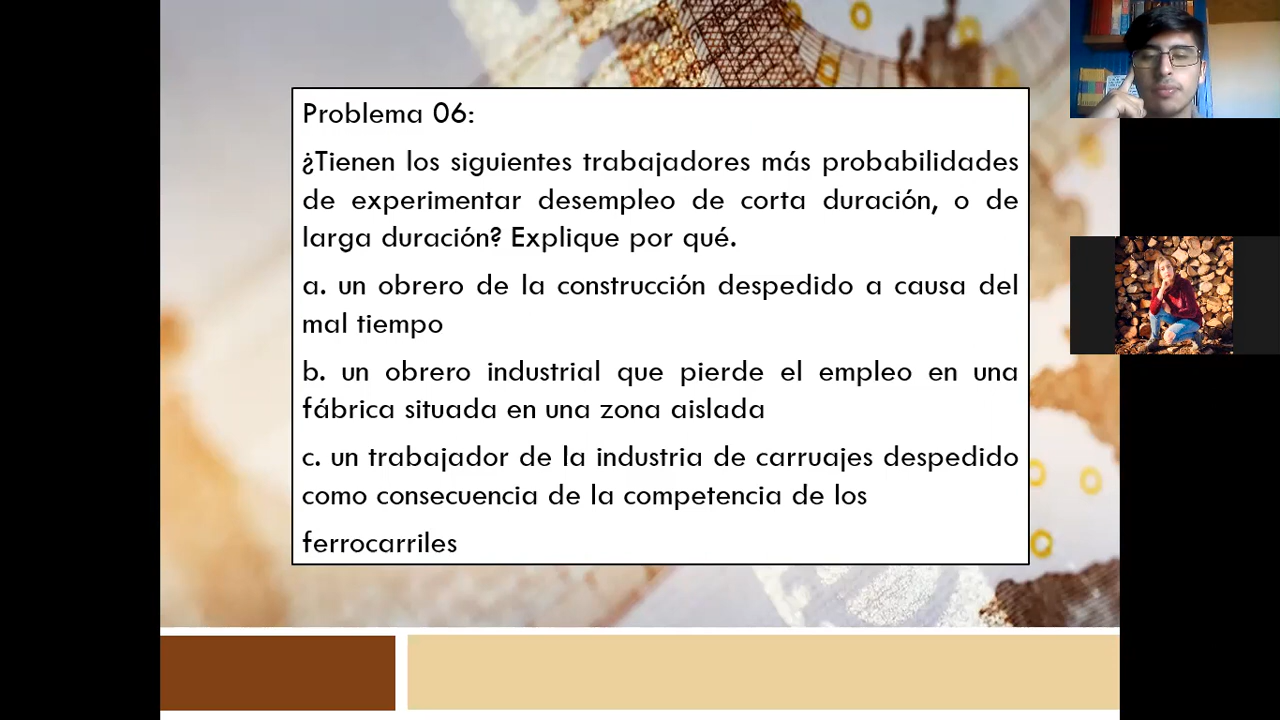 Problema 06:
¿Tienen los siguientes trabajadores más probabilidades
de experimentar desempleo de corta duración, o de
larga duración? Explique por qué.
a. un obrero de la construcción despedido a causa del
mal tiempo
b. un obrero industrial que pierde el empleo en una
fábrica situada en una zona aislada
c. un trabajador de la industria de carruajes despedido
como consecuencia de la competencia de los
ferrocarriles